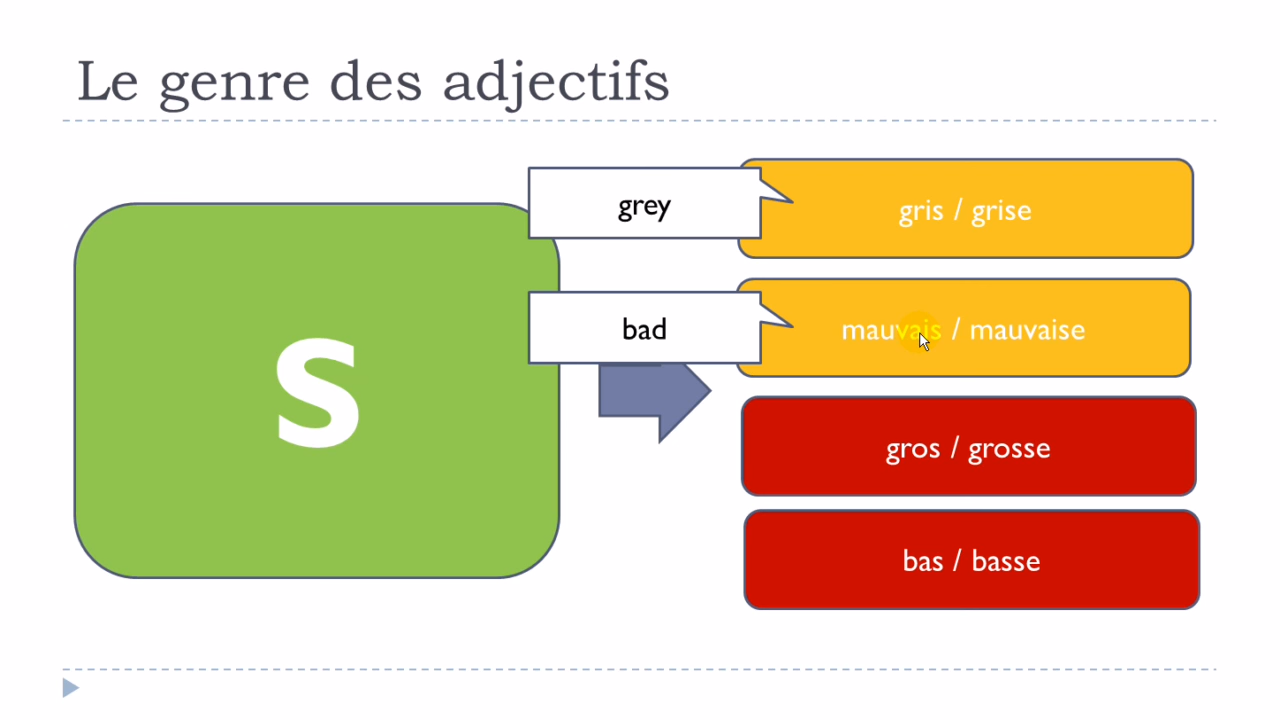 Le genre des adjectifs
s
grey
gris / grise
bad
mauvais / mauvaise
gros / grosse
bas / basse